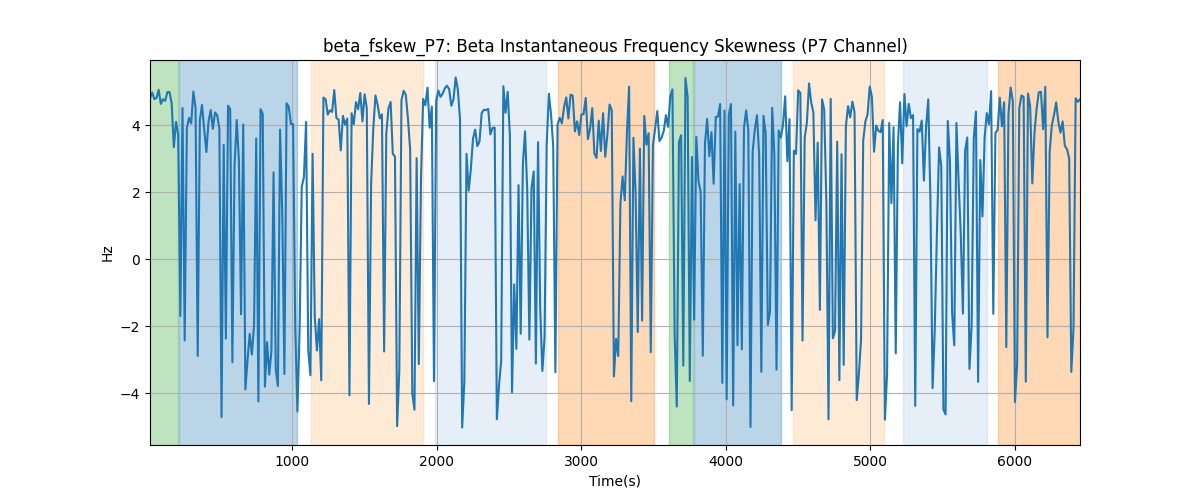 beta_fskew_P7: Beta Instantaneous Frequency Skewness (P7 Channel)
Hz
4
2
0
−2
−4
1000 2000 3000 4000 5000 6000
Time(s)